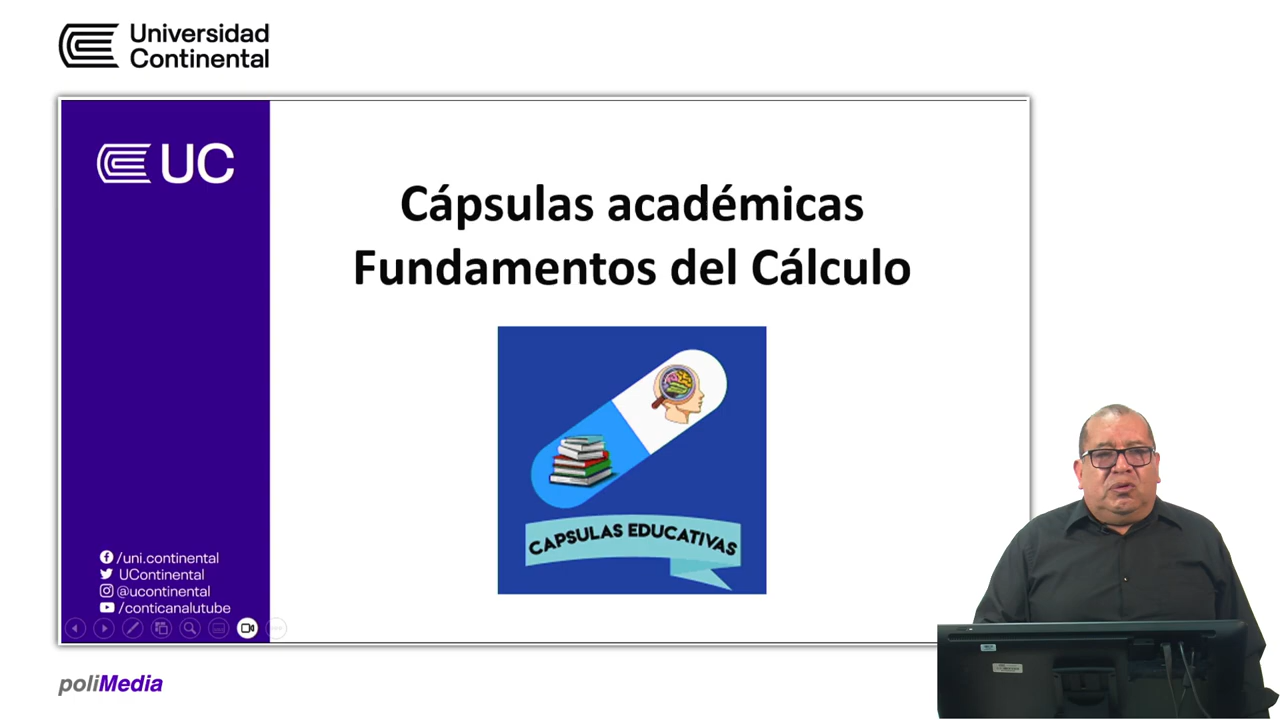 Universidad
Continental
UC
Cápsulas académicas
Fundamentos del Cálculo
CAPSULAS EDUCATIVAS
/uni.continental
UContinental
@ucontinental
/conticanalutube
poliMedia